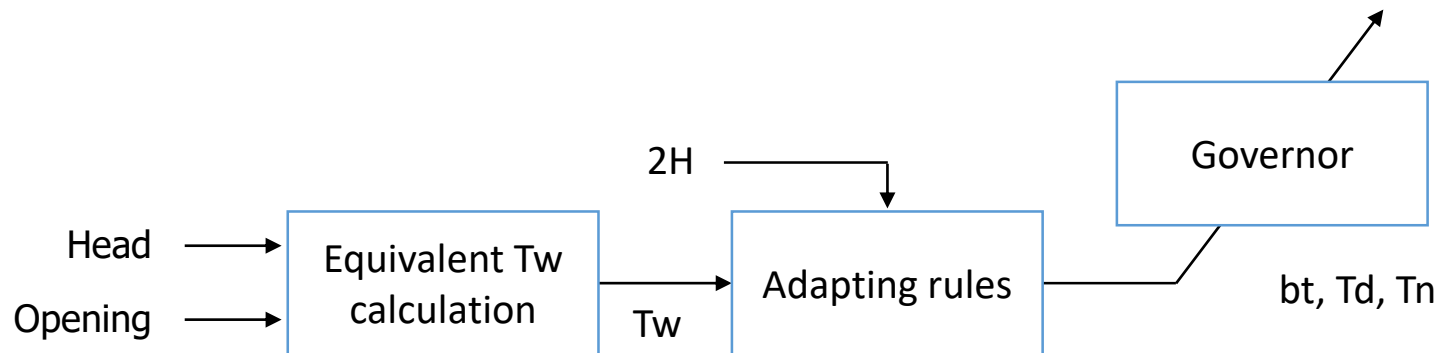 Governor
2H
Head
Opening
Equivalent Tw
calculation
Tw
Adapting rules
bt, Td, Tn